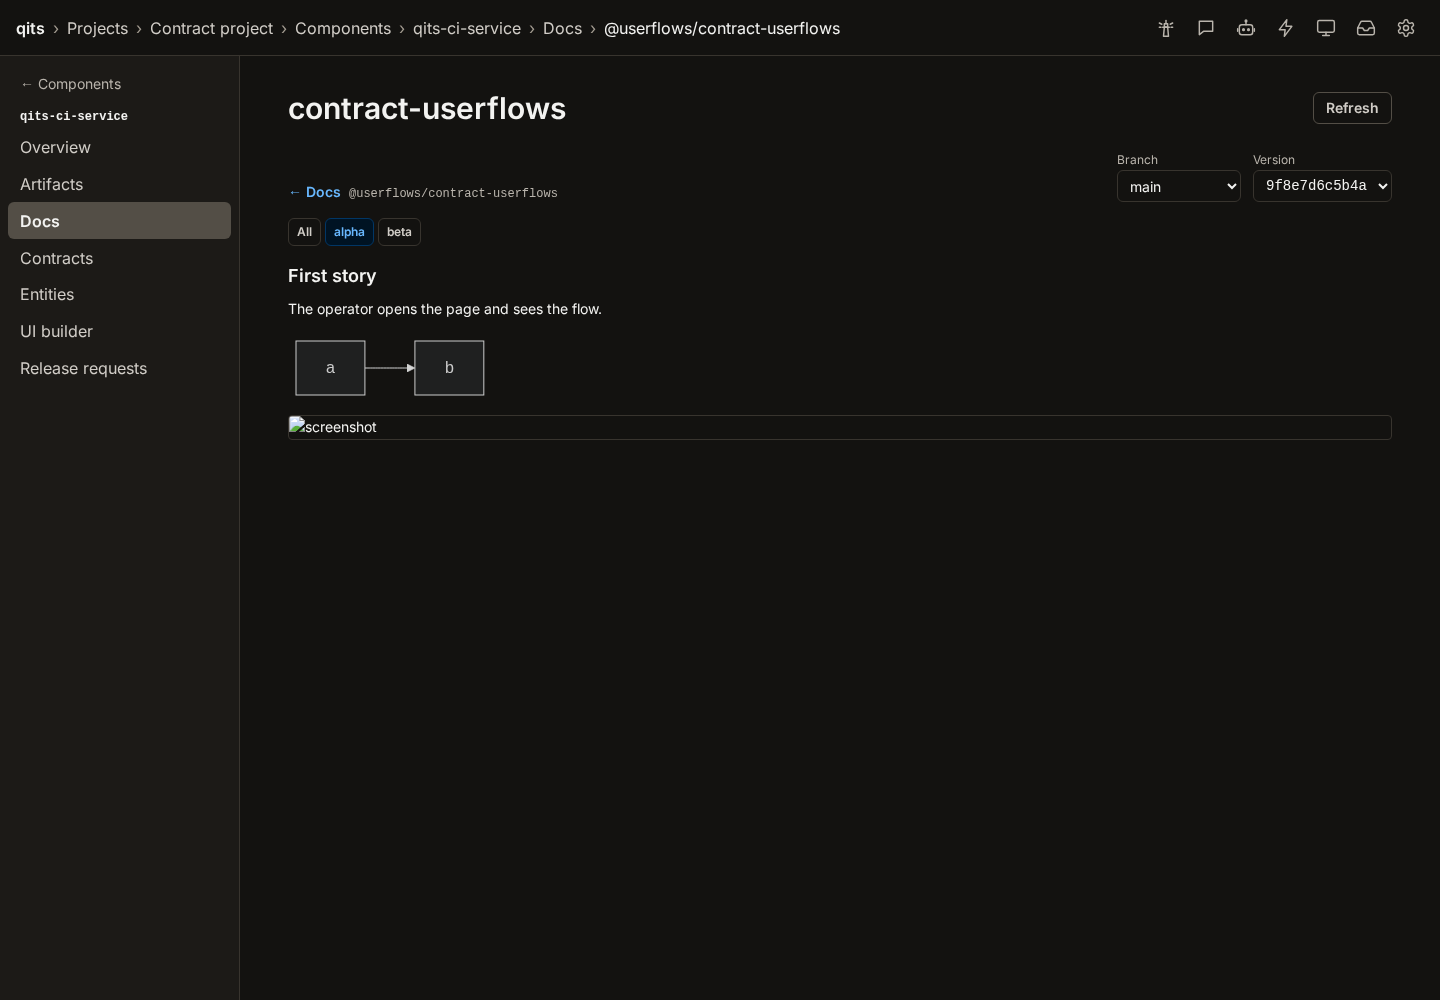 qits › Projects › Contract project › Components › qits-ci-service › Docs › @userflows/contract-userflows
← Components
qits-ci-service
Overview
Artifacts
Docs
Contracts
Entities
UI builder
Release requests
contract-userflows
Refresh
Branch
Version
← Docs @userflows/contract-userflows
main
9f8e7d6c5b4a
All
alpha
beta
First story
The operator opens the page and sees the flow.
a
b
screenshot